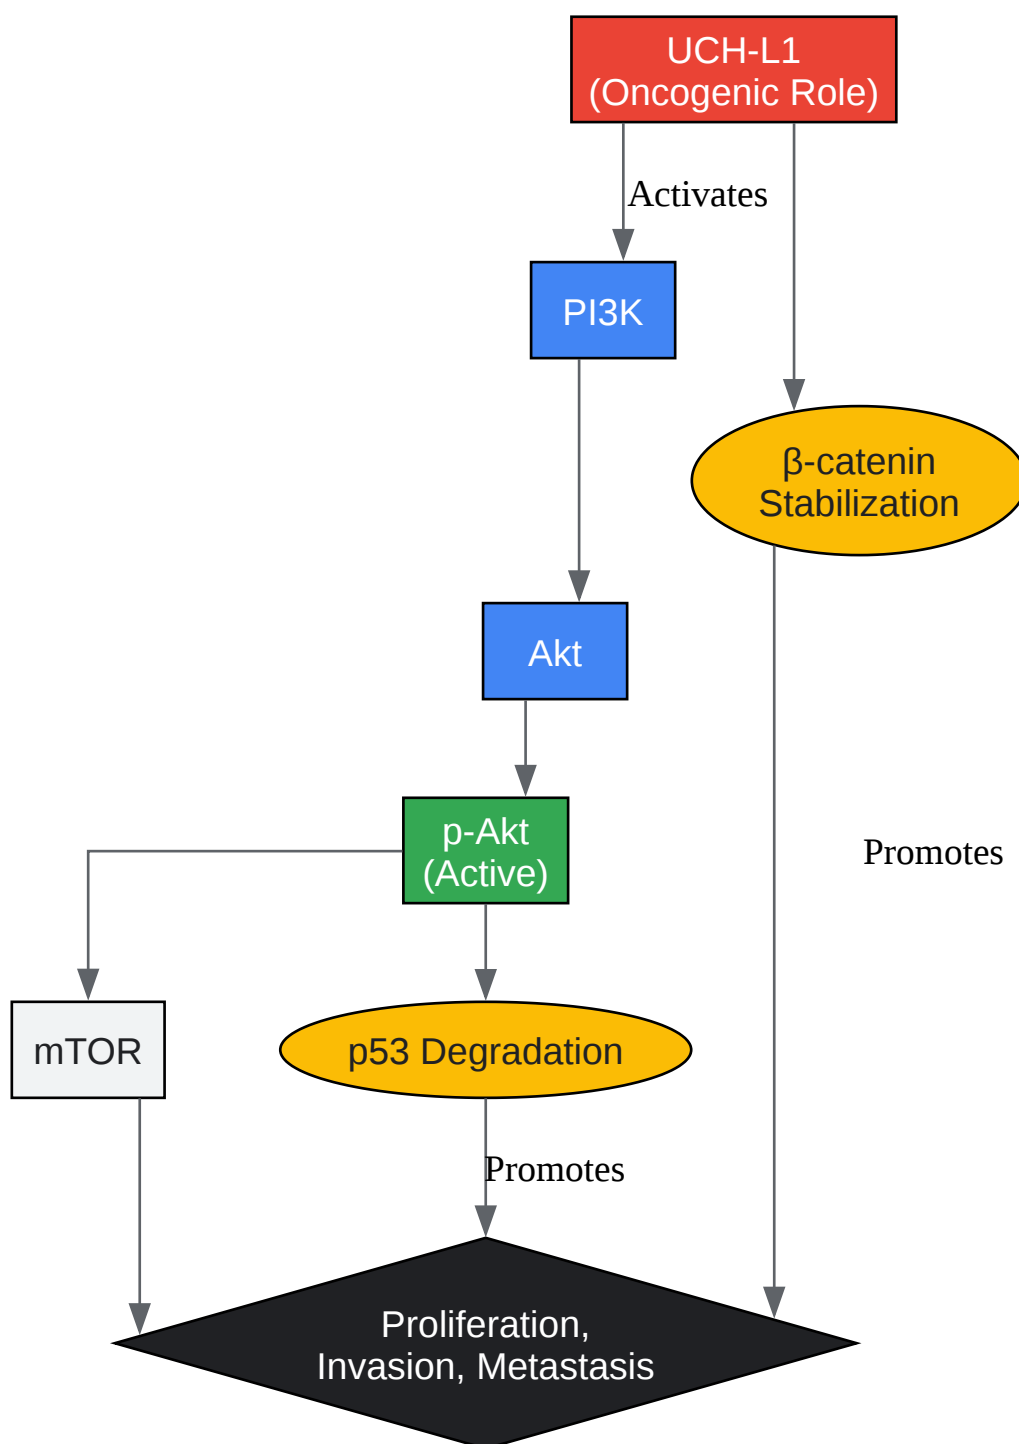 UCH-L1
(Oncogenic Role)
Activates
PI3K
β-catenin
Stabilization
Akt
p-Akt
(Active)
Promotes
mTOR
p53 Degradation
Promotes
Proliferation,
Invasion, Metastasis